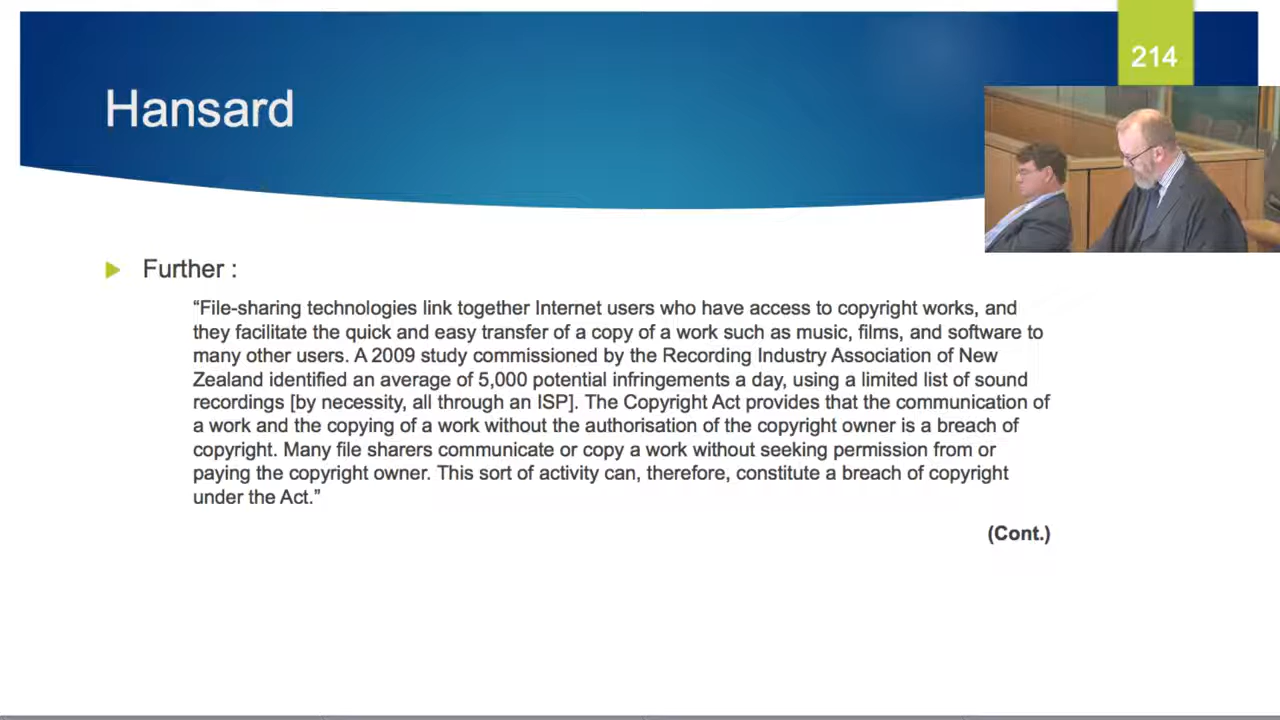 214
Hansard
Further :
“File-sharing technologies link together Internet users who have access to copyright works, and
they facilitate the quick and easy transfer of a copy of a work such as music, films, and software to
many other users. A 2009 study commissioned by the Recording Industry Association of New
Zealand identified an average of 5,000 potential infringements a day, using a limited list of sound
recordings [by necessity, all through an ISP]. The Copyright Act provides that the communication of
a work and the copying of a work without the authorisation of the copyright owner is a breach of
copyright. Many file sharers communicate or copy a work without seeking permission from or
paying the copyright owner. This sort of activity can, therefore, constitute a breach of copyright
under the Act.”
(Cont.)